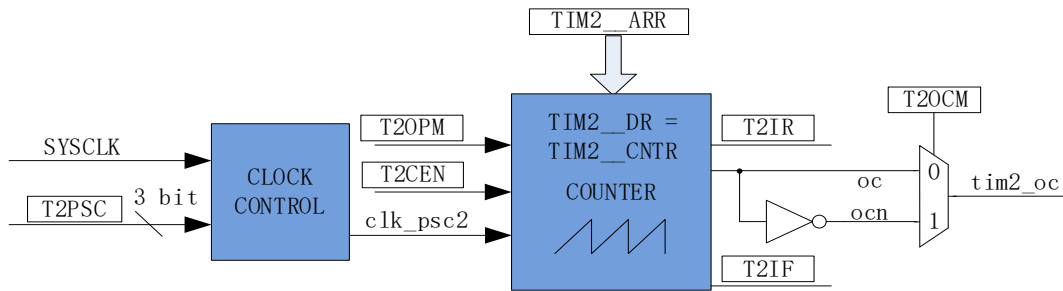 TIM2__ARR
T2OPM
TIM2__DR =
TIM2__CNTR
T2IR
T2OCM
SYSCLK
CLOCK
CONTROL
T2CEN
COUNTER
oc
0
tim2_oc
T2PSC
3 bit
clk_psc2
ocn
1
T2IF